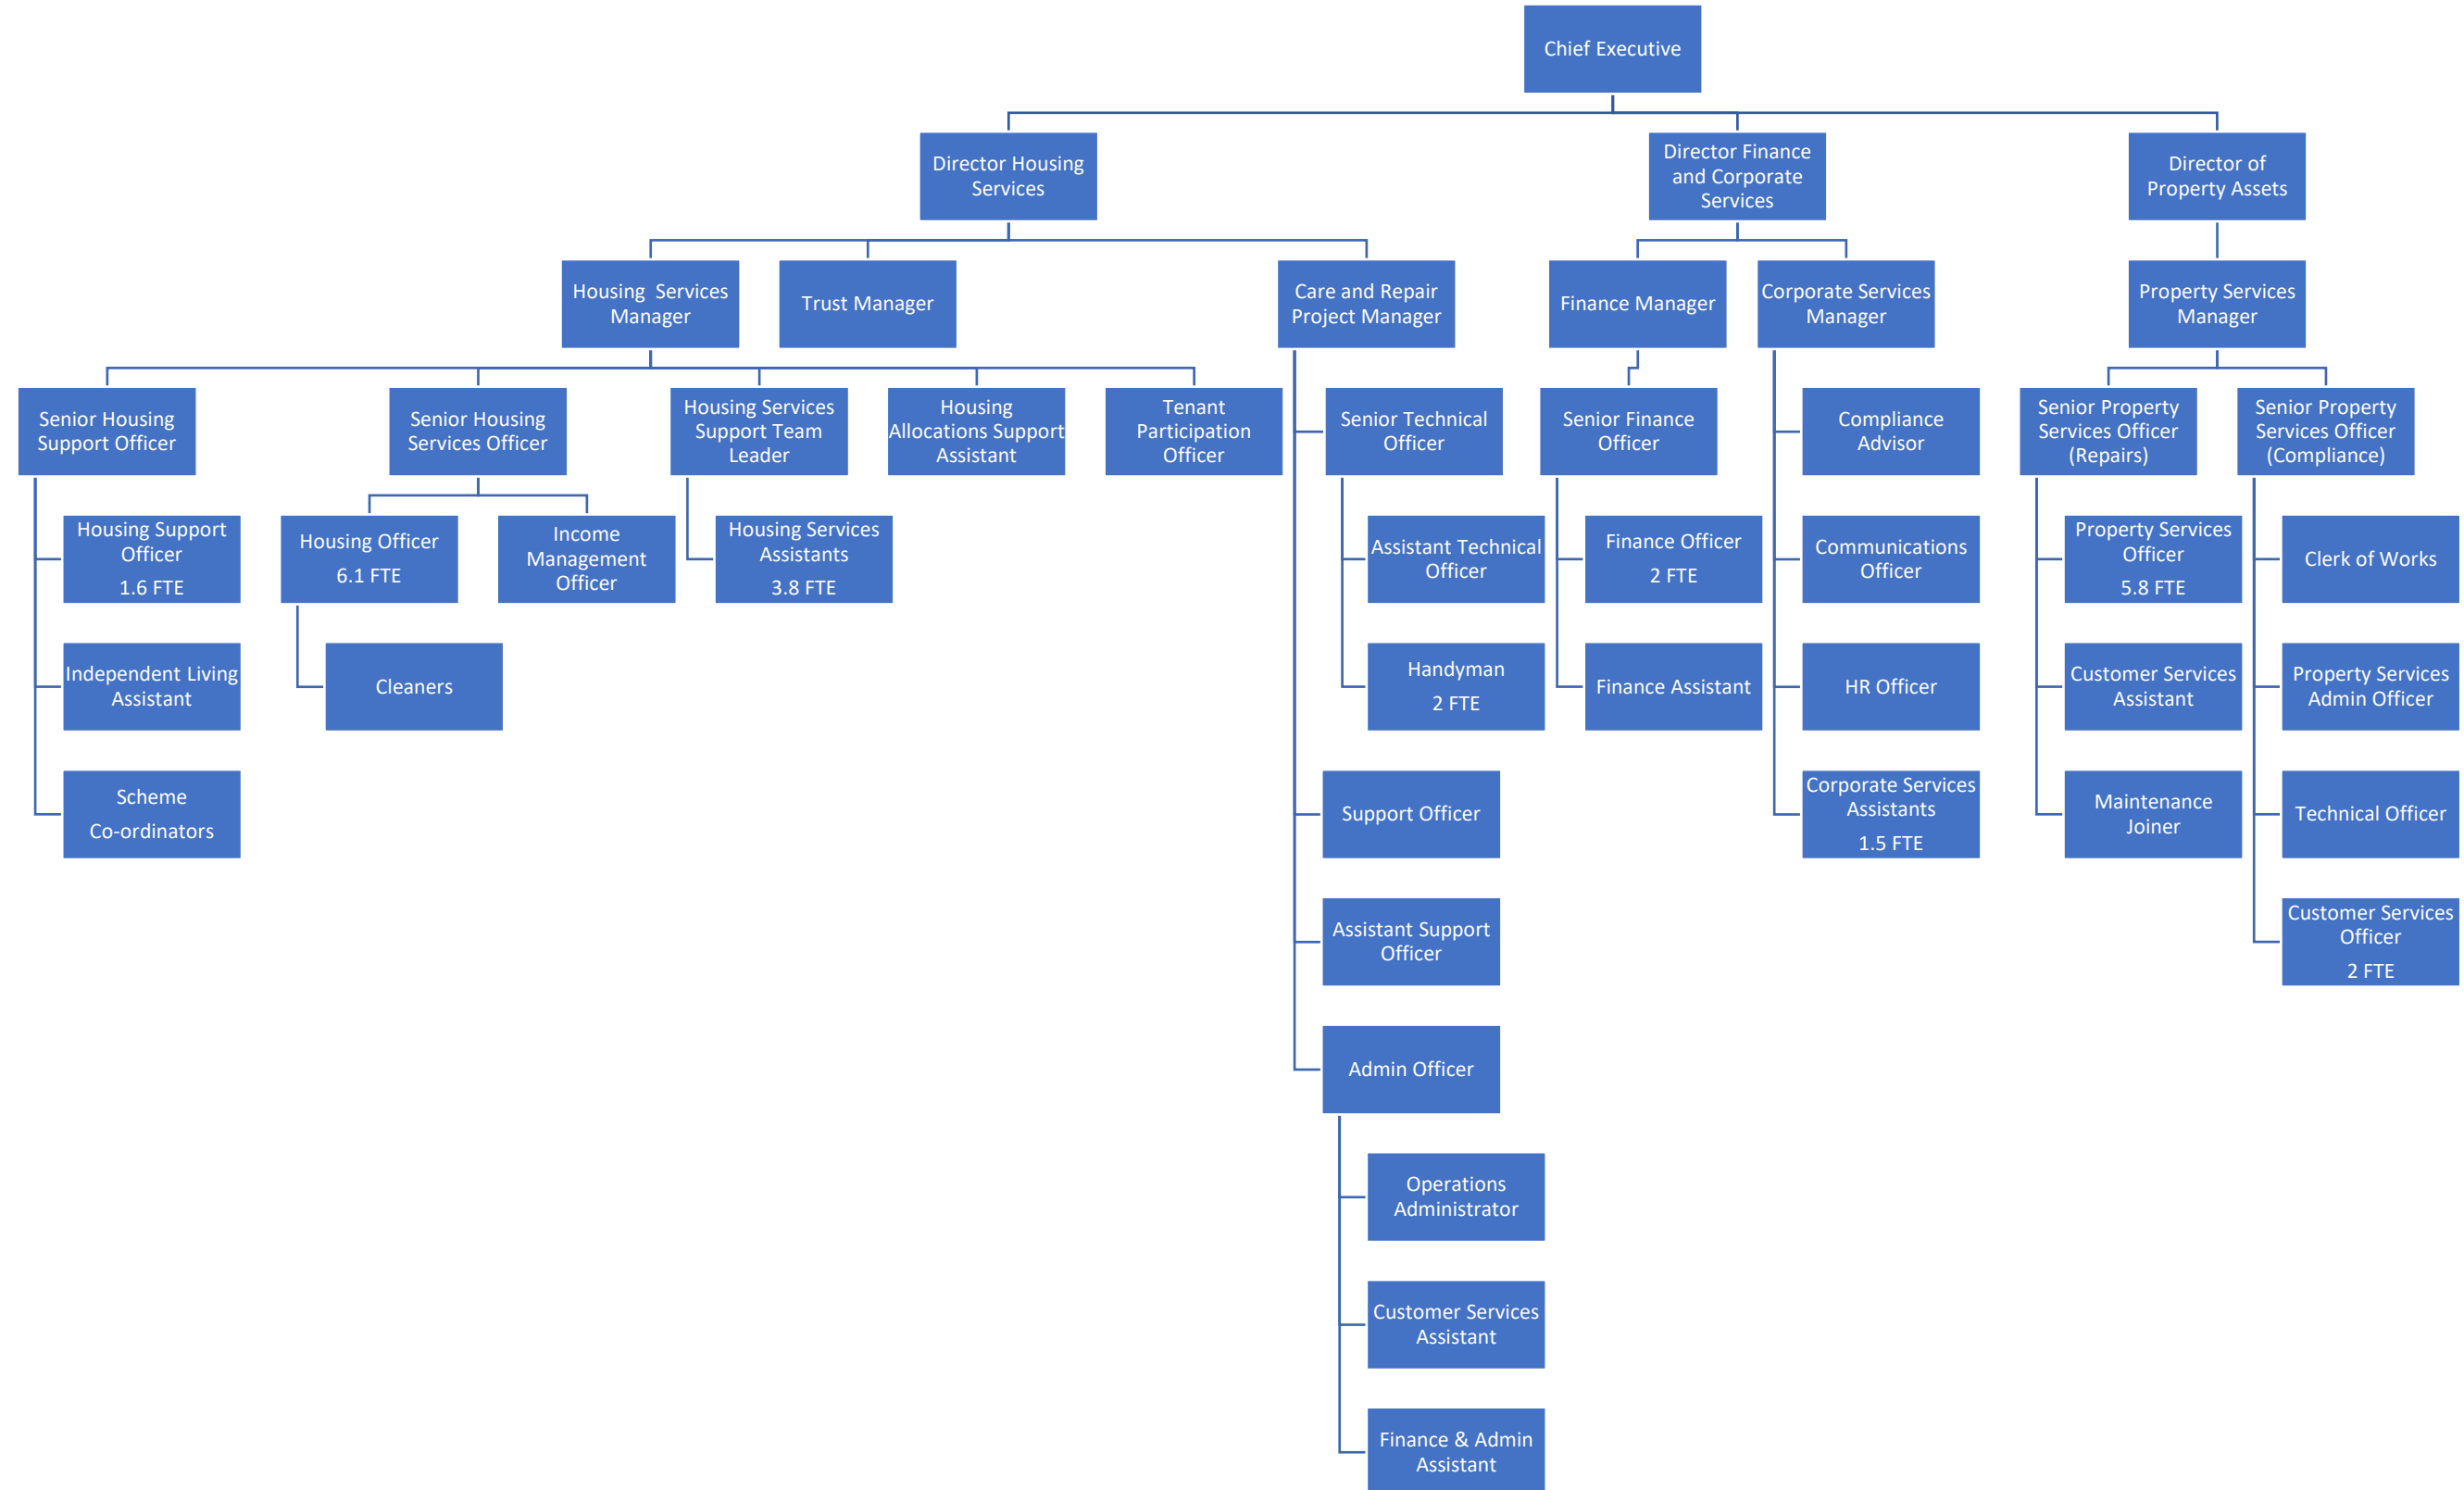 Chief Executive
Director Housing
Services
Director Finance
and Corporate
Services
Director of
Property Assets
Housing  Services
Manager
Trust Manager
Care and Repair
Project Manager
Finance Manager
Corporate Services
Manager
Property Services
Manager
Senior Housing
Support Officer
Senior Housing
Services Officer
Housing Services
Support Team
Leader
Housing
Allocations Support
Assistant
Tenant
Participation
Officer
Senior Technical
Officer
Senior Finance
Officer
Compliance
Advisor
Senior Property
Services Officer
(Repairs)
Senior Property
Services Officer
(Compliance)
Housing Support
Officer
1.6 FTE
Housing Officer
6.1 FTE
Income
Management
Officer
Housing Services
Assistants
3.8 FTE
Assistant Technical
Officer
Finance Officer
2 FTE
Communications
Officer
Property Services
Officer
5.8 FTE
Clerk of Works
Independent Living
Assistant
Cleaners
Handyman
2 FTE
Finance Assistant
HR Officer
Customer Services
Assistant
Property Services
Admin Officer
Scheme
Co-ordinators
Support Officer
Corporate Services
Assistants
1.5 FTE
Maintenance
Joiner
Technical Officer
Assistant Support
Officer
Customer Services
Officer
2 FTE
Admin Officer
Operations
Administrator
Customer Services
Assistant
Finance & Admin
Assistant